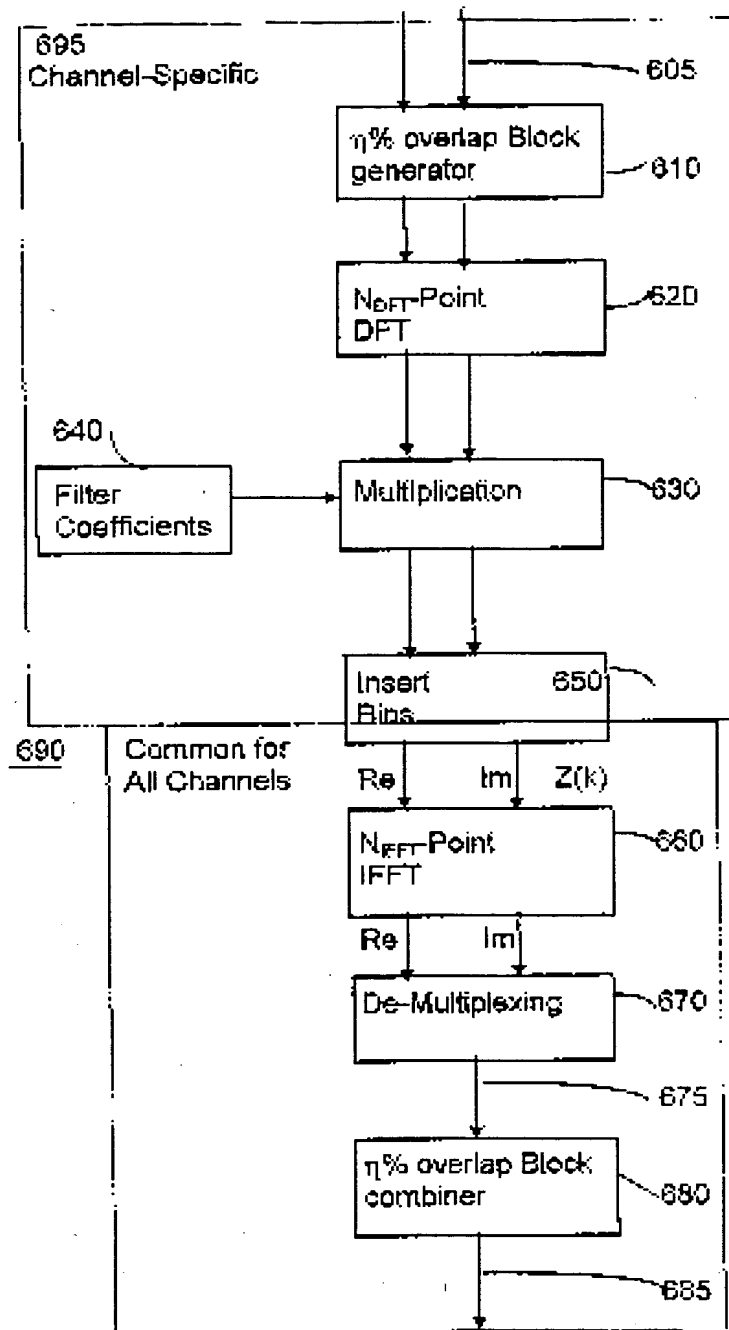 695
Channel-Specific
605
η% overlap Block
generator
610
N_DFT-Point
DFT
620
640
Filter
Coefficients
Multiplication
630
Insert
Bins
650
690
Common for
All Channels
Re
Im
Z(k)
N_IFFT-Point
IFFT
660
Re
Im
De-Multiplexing
670
675
η% overlap Block
combiner
680
685